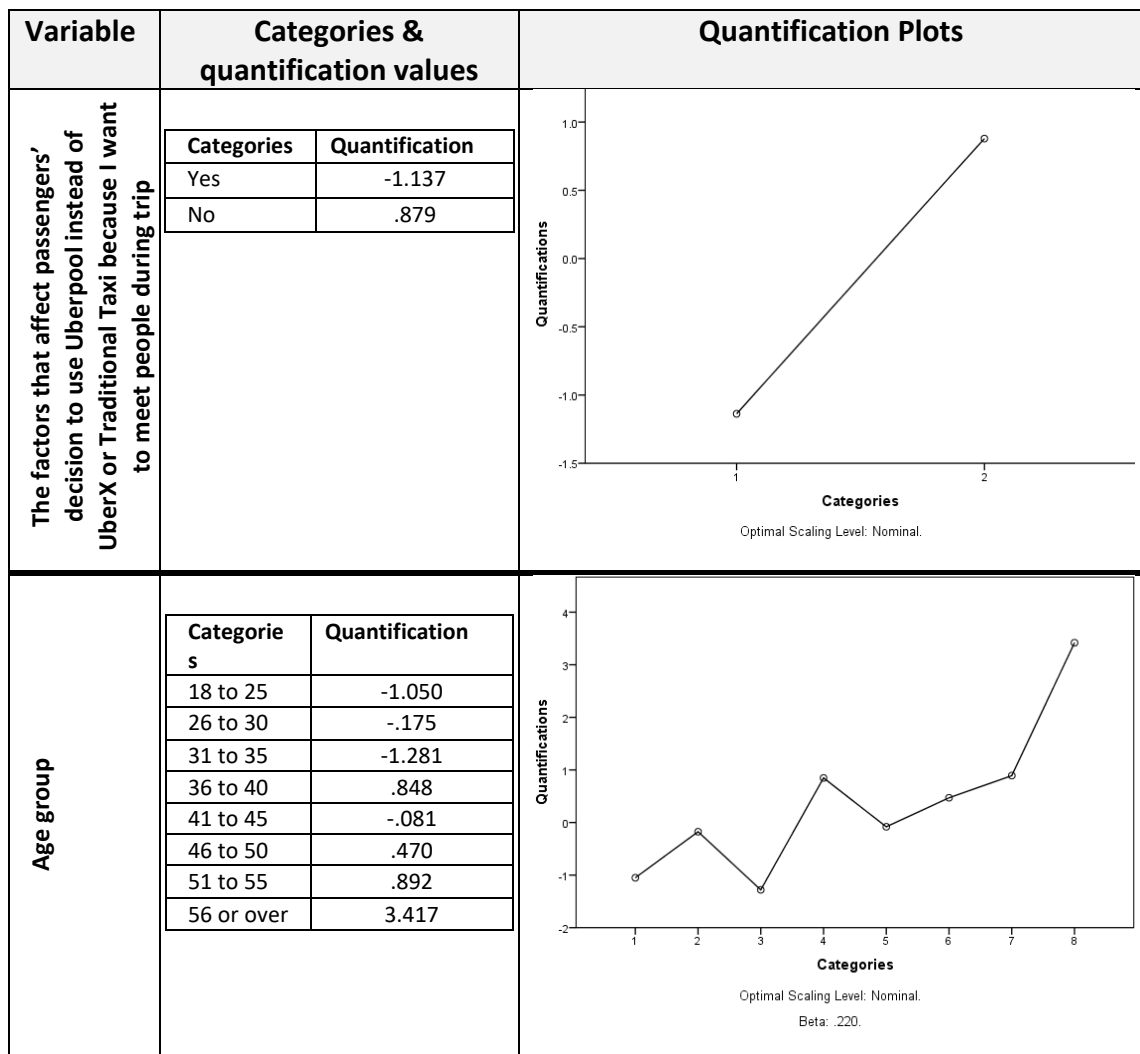 Variable
Categories &
quantification values
Quantification Plots
The factors that affect passengers’
decision to use Uberpool instead of
UberX or Traditional Taxi because I want
to meet people during trip
Categories Quantification
Yes -1.137
No .879
Quantifications
1.0
0.5
0.0
-0.5
-1.0
-1.5
1 2
Categories
Optimal Scaling Level: Nominal.
Age group
Categorie
s
Quantification
18 to 25 -1.050
26 to 30 -.175
31 to 35 -1.281
36 to 40 .848
41 to 45 -.081
46 to 50 .470
51 to 55 .892
56 or over 3.417
Quantifications
4
3
2
1
0
-1
-2
1 2 3 4 5 6 7 8
Categories
Optimal Scaling Level: Nominal.
Beta: .220.